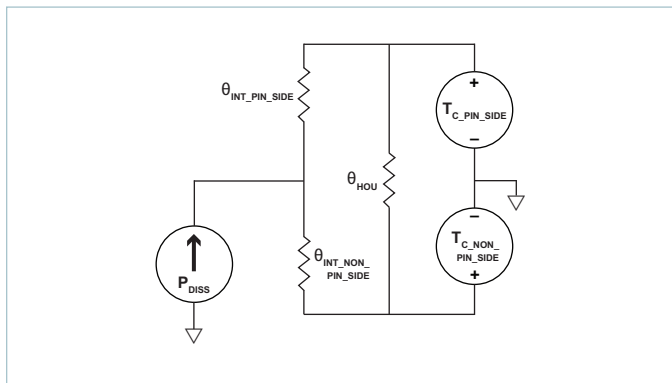 θINT_PIN_SIDE
+
TC_PIN_SIDE
–
θHOU
–
TC_NON_
PIN_SIDE
+
θINT_NON_
PIN_SIDE
PDISS